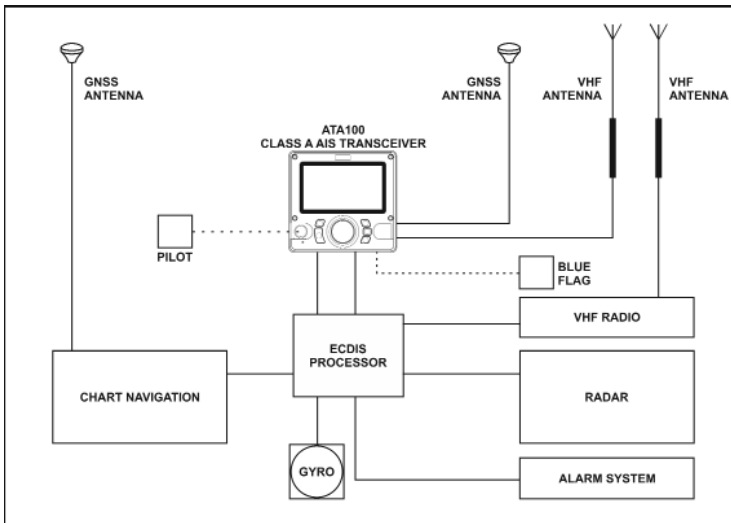 GNSS
ANTENNA
GNSS
ANTENNA
VHF
ANTENNA
VHF
ANTENNA
ATA100
CLASS A AIS TRANSCEIVER
PILOT
BLUE
FLAG
VHF RADIO
ECDIS
PROCESSOR
CHART NAVIGATION
RADAR
GYRO
ALARM SYSTEM